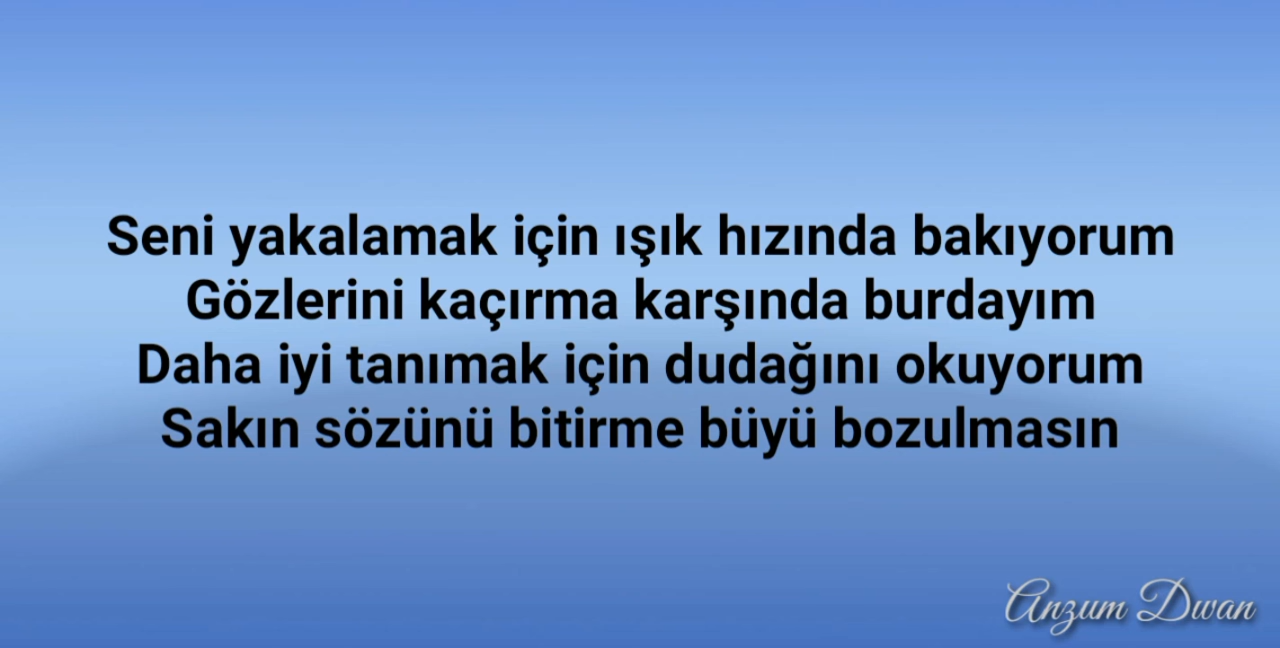 Seni yakalamak için ışık hızında bakıyorum
Gözlerini kaçırma karşında burdayım
Daha iyi tanımak için dudağını okuyorum
Sakın sözünü bitirme büyü bozulmasın
Anzum Dwan